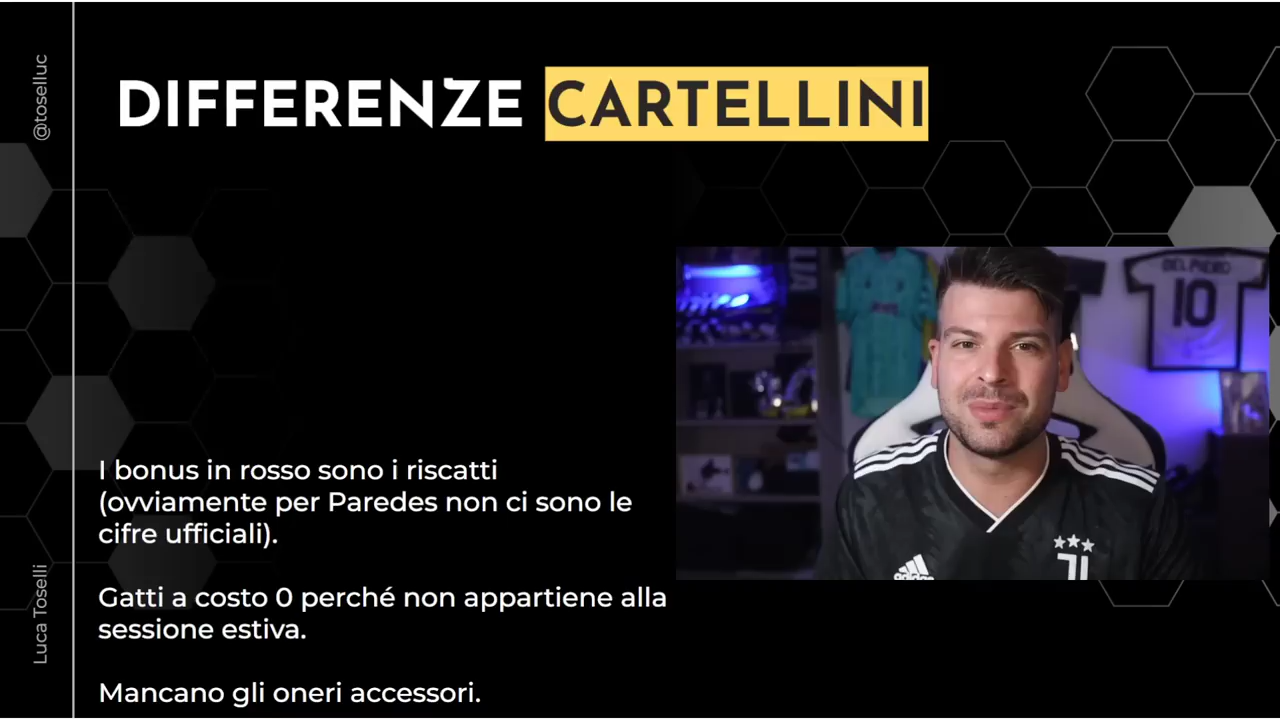 @toselluc
Luca Toselli
DIFFERENZE CARTELLINI
DEL PIERO
10
adidas
I bonus in rosso sono i riscatti
(ovviamente per Paredes non ci sono le
cifre ufficiali).
Gatti a costo 0 perché non appartiene alla
sessione estiva.
Mancano gli oneri accessori.